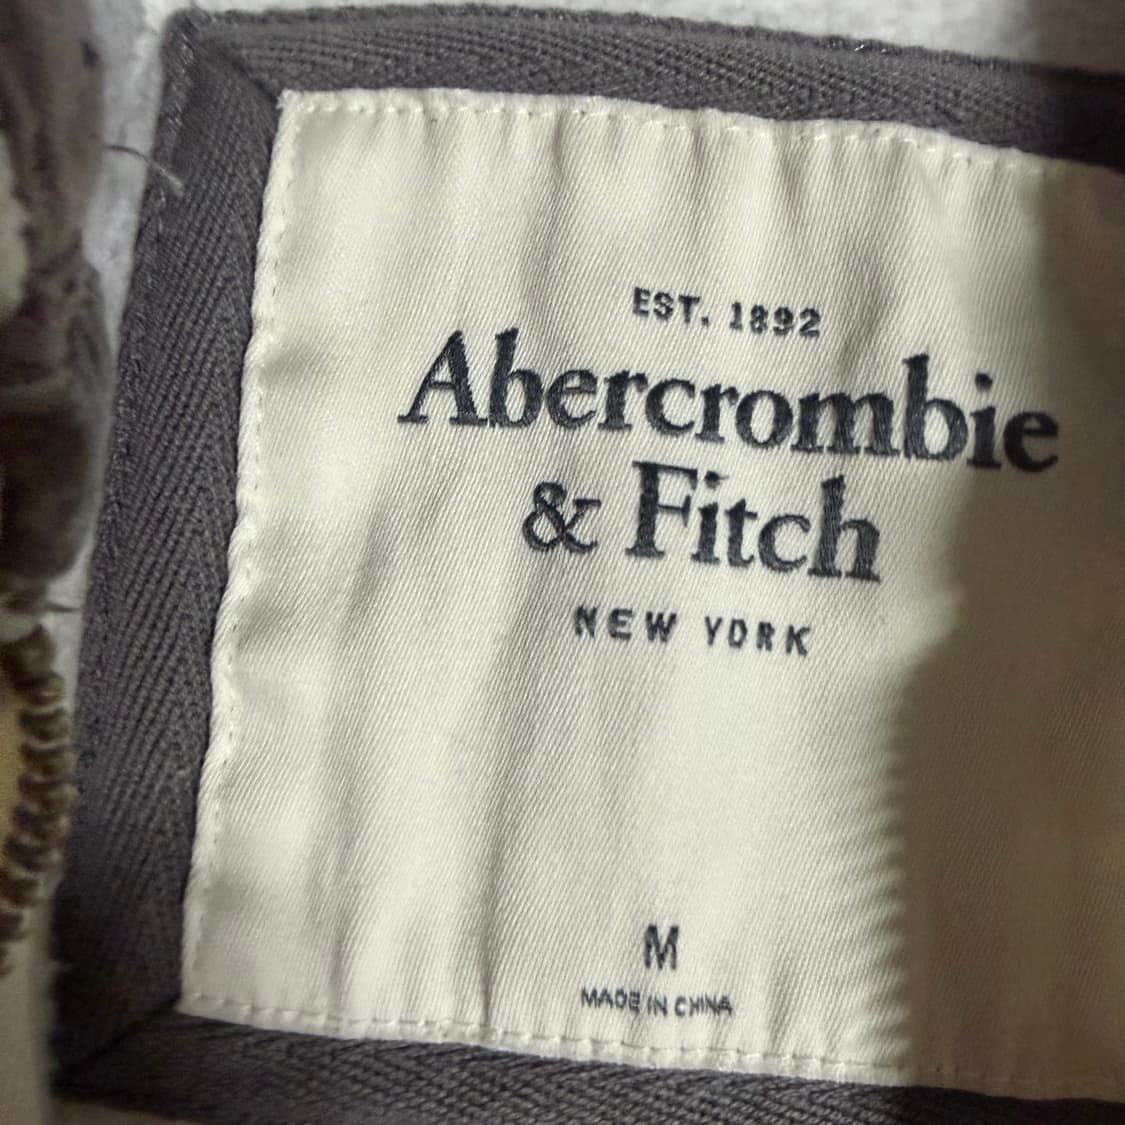 EST. 1892
Abercrombie
& Fitch
NEW YORK
M
MADE IN CHINA